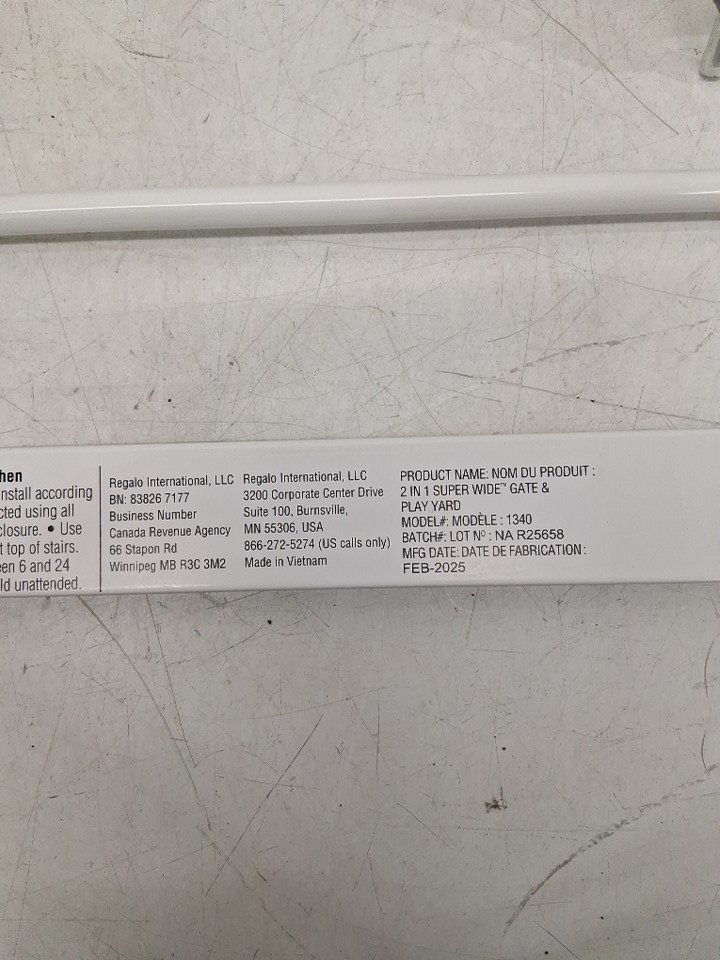 hen
nstall according
cted using all
closure. • Use
t top of stairs.
een 6 and 24
ld unattended.
Regalo International, LLC
BN: 83826 7177
Business Number
Canada Revenue Agency
66 Stapon Rd
Winnipeg MB R3C 3M2
Regalo International, LLC
3200 Corporate Center Drive
Suite 100, Burnsville,
MN 55306, USA
866-272-5274 (US calls only)
Made in Vietnam
PRODUCT NAME: NOM DU PRODUIT :
2 IN 1 SUPER WIDE™ GATE &
PLAY YARD
MODEL#: MODÈLE : 1340
BATCH#: LOT Nº : NA R25658
MFG DATE: DATE DE FABRICATION :
FEB-2025